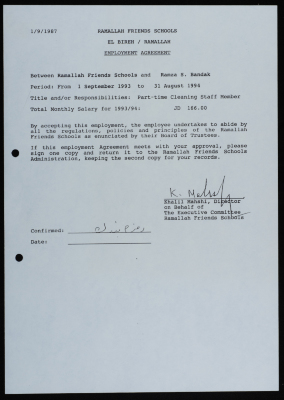 1/9/1987
RAMALLAH FRIENDS SCHOOLS
EL BIREH / RAMALLAH
EMPLOYMENT AGREEMENT
Between Ramallah Friends Schools and Ramza E. Bandak
Period: From 1 September 1993 to 31 August 1994
Title and/or Responsibilities: Part-time Cleaning Staff Member
Total Monthly Salary for 1993/94: JD 186.00
By accepting this employment, the employee undertakes to abide by
all the regulations, policies and principles of the Ramallah
Friends Schools as enunciated by their Board of Trustees.
If this employment Agreement meets with your approval, please
sign one copy and return it to the Ramallah Friends Schools
Administration, keeping the second copy for your records.
K. Mahshi
Khalil Mahshi, Director
on Behalf of
The Executive Committee
Ramallah Friends Schools
Confirmed:
Date: